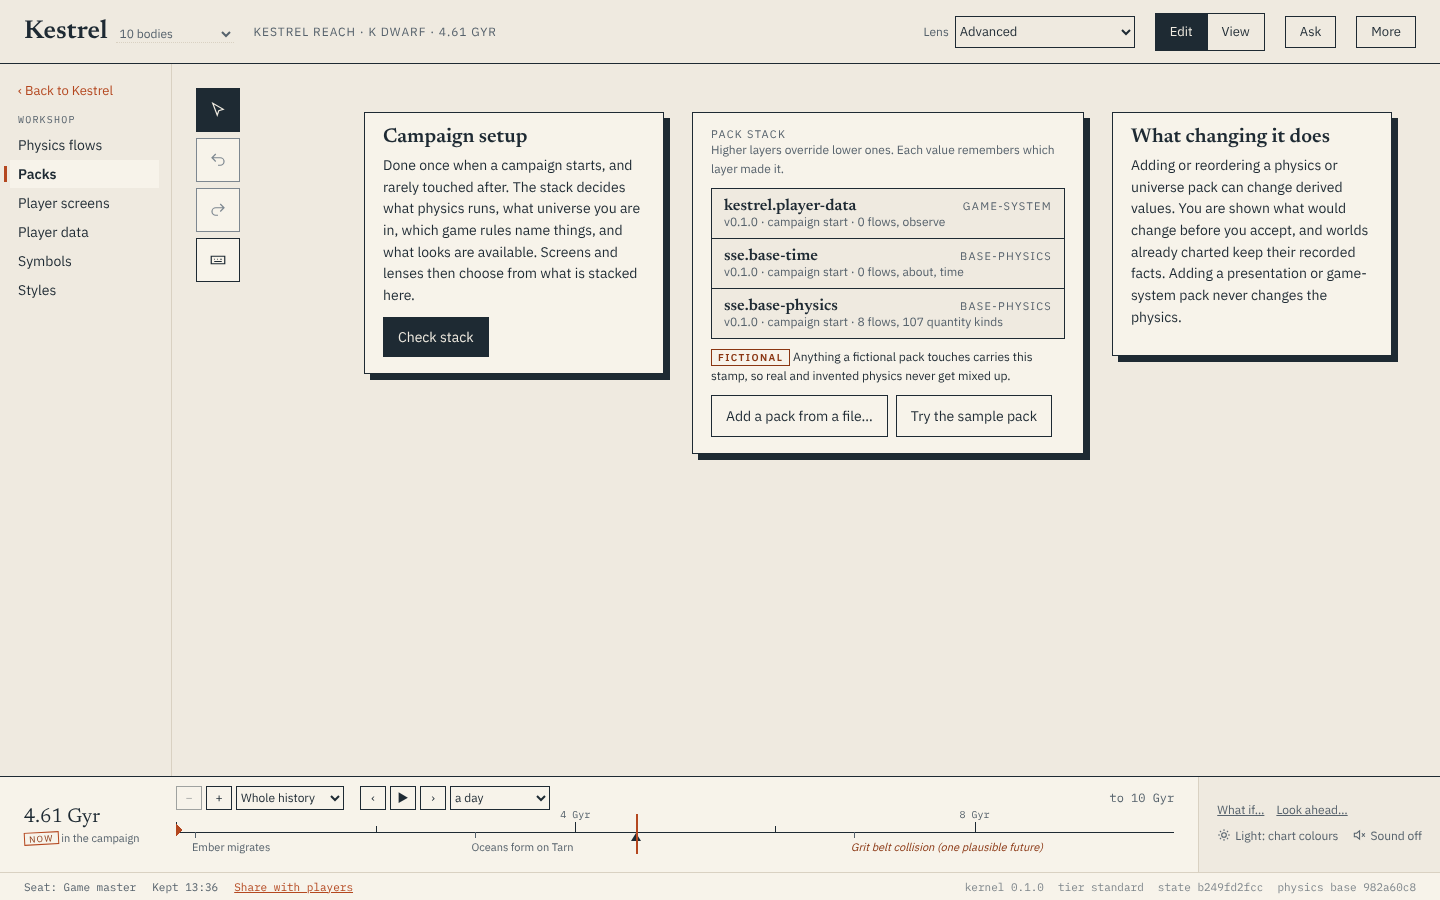 Kestrel
10 bodies
KESTREL REACH · K DWARF · 4.61 GYR
Lens
Advanced
Edit
View
Ask
More
‹ Back to Kestrel
WORKSHOP
Physics flows
Packs
Player screens
Player data
Symbols
Styles
Campaign setup
Done once when a campaign starts, and
rarely touched after. The stack decides
what physics runs, what universe you are
in, which game rules name things, and
what looks are available. Screens and
lenses then choose from what is stacked
here.
Check stack
PACK STACK
Higher layers override lower ones. Each value remembers which
layer made it.
kestrel.player-data
GAME-SYSTEM
v0.1.0 · campaign start · 0 flows, observe
sse.base-time
BASE-PHYSICS
v0.1.0 · campaign start · 0 flows, about, time
sse.base-physics
BASE-PHYSICS
v0.1.0 · campaign start · 8 flows, 107 quantity kinds
FICTIONAL Anything a fictional pack touches carries this
stamp, so real and invented physics never get mixed up.
Add a pack from a file…
Try the sample pack
What changing it does
Adding or reordering a physics or
universe pack can change derived
values. You are shown what would
change before you accept, and worlds
already charted keep their recorded
facts. Adding a presentation or game-
system pack never changes the
physics.
4.61 Gyr
NOW in the campaign
−
+
Whole history
‹
▶
›
a day
to 10 Gyr
4 Gyr
8 Gyr
Ember migrates
Oceans form on Tarn
Grit belt collision (one plausible future)
What if…
Look ahead…
Light: chart colours
Sound off
Seat: Game master
Kept 13:36
Share with players
kernel 0.1.0
tier standard
state b249fd2fcc
physics base 982a60c8